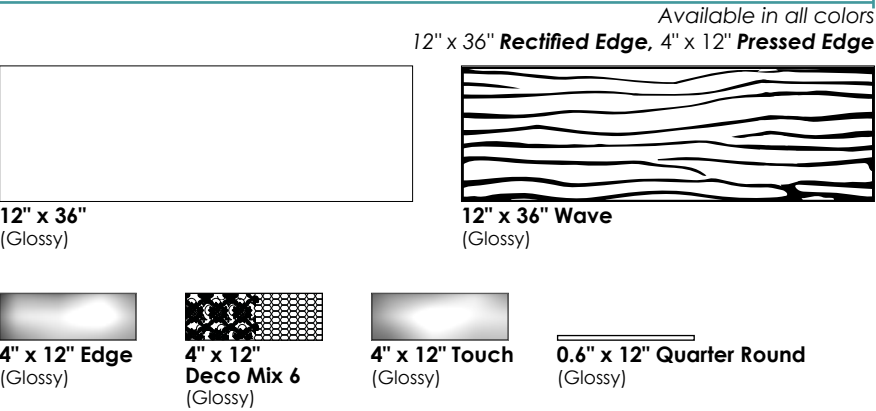 Available in all colors
12" x 36" Rectified Edge, 4" x 12" Pressed Edge
12" x 36"
(Glossy)
12" x 36" Wave
(Glossy)
4" x 12" Edge
(Glossy)
4" x 12"
Deco Mix 6
(Glossy)
4" x 12" Touch
(Glossy)
0.6" x 12" Quarter Round
(Glossy)